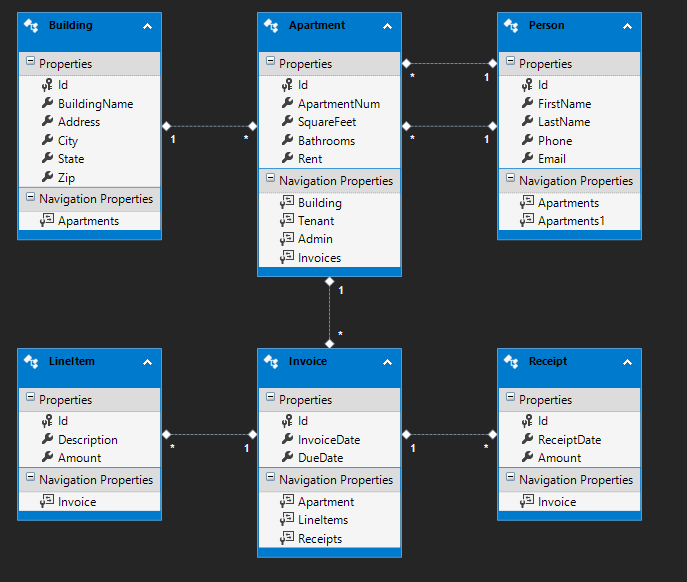 Building
Properties
Id
BuildingName
Address
City
State
Zip
Navigation Properties
Apartments
1
*
Apartment
Properties
Id
ApartmentNum
SquareFeet
Bathrooms
Rent
Navigation Properties
Building
Tenant
Admin
Invoices
*
1
*
1
Person
Properties
Id
FirstName
LastName
Phone
Email
Navigation Properties
Apartments
Apartments1
1
*
LineItem
Properties
Id
Description
Amount
Navigation Properties
Invoice
*
1
Invoice
Properties
Id
InvoiceDate
DueDate
Navigation Properties
Apartment
LineItems
Receipts
1
*
Receipt
Properties
Id
ReceiptDate
Amount
Navigation Properties
Invoice